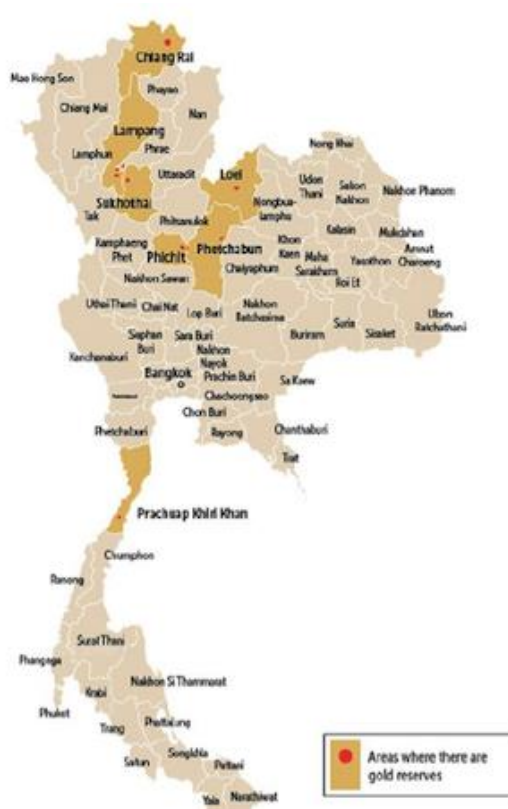 Chiang Rai
Mae Hong Son
Phayao
Chiang Mai
Nan
Lampang
Lamphun
Phrae
Nong Khai
Loei
Uttaradit
Udon
Thani
Sakon
Nakhon
Nakhon Phanom
Sukhothai
Nongbua-
lamphu
Tak
Phitsanulok
Kalasin
Mukdahan
Kamphaeng
Phet
Phichit
Phetchabun
Khon
Kaen
Maha
Sarakham
Yasothon
Amnat
Charoeng
Chaiyaphum
Roi Et
Nakhon Sawan
Uthai Thani
Chai Nat
Lop Buri
Nakhon
Ratchasima
Ubon
Ratchathani
Buriram
Surin
Sisaket
Suphan
Buri
Sara Buri
Kanchanaburi
Nakhon
Nayok
Bangkok
Prachin Buri
Sa Kaew
Chachoongsao
Chon Buri
Phetchaburi
Rayong
Chanthaburi
Trat
Prachuap Khiri Khan
Chumphon
Ranong
Surat Thani
Phangnga
Nakhon Si Thammarat
Krabi
Phuket
Phattalung
Trang
Songkhla
Satun
Pattani
Yala
Narathiwat
Areas where there are
gold reserves